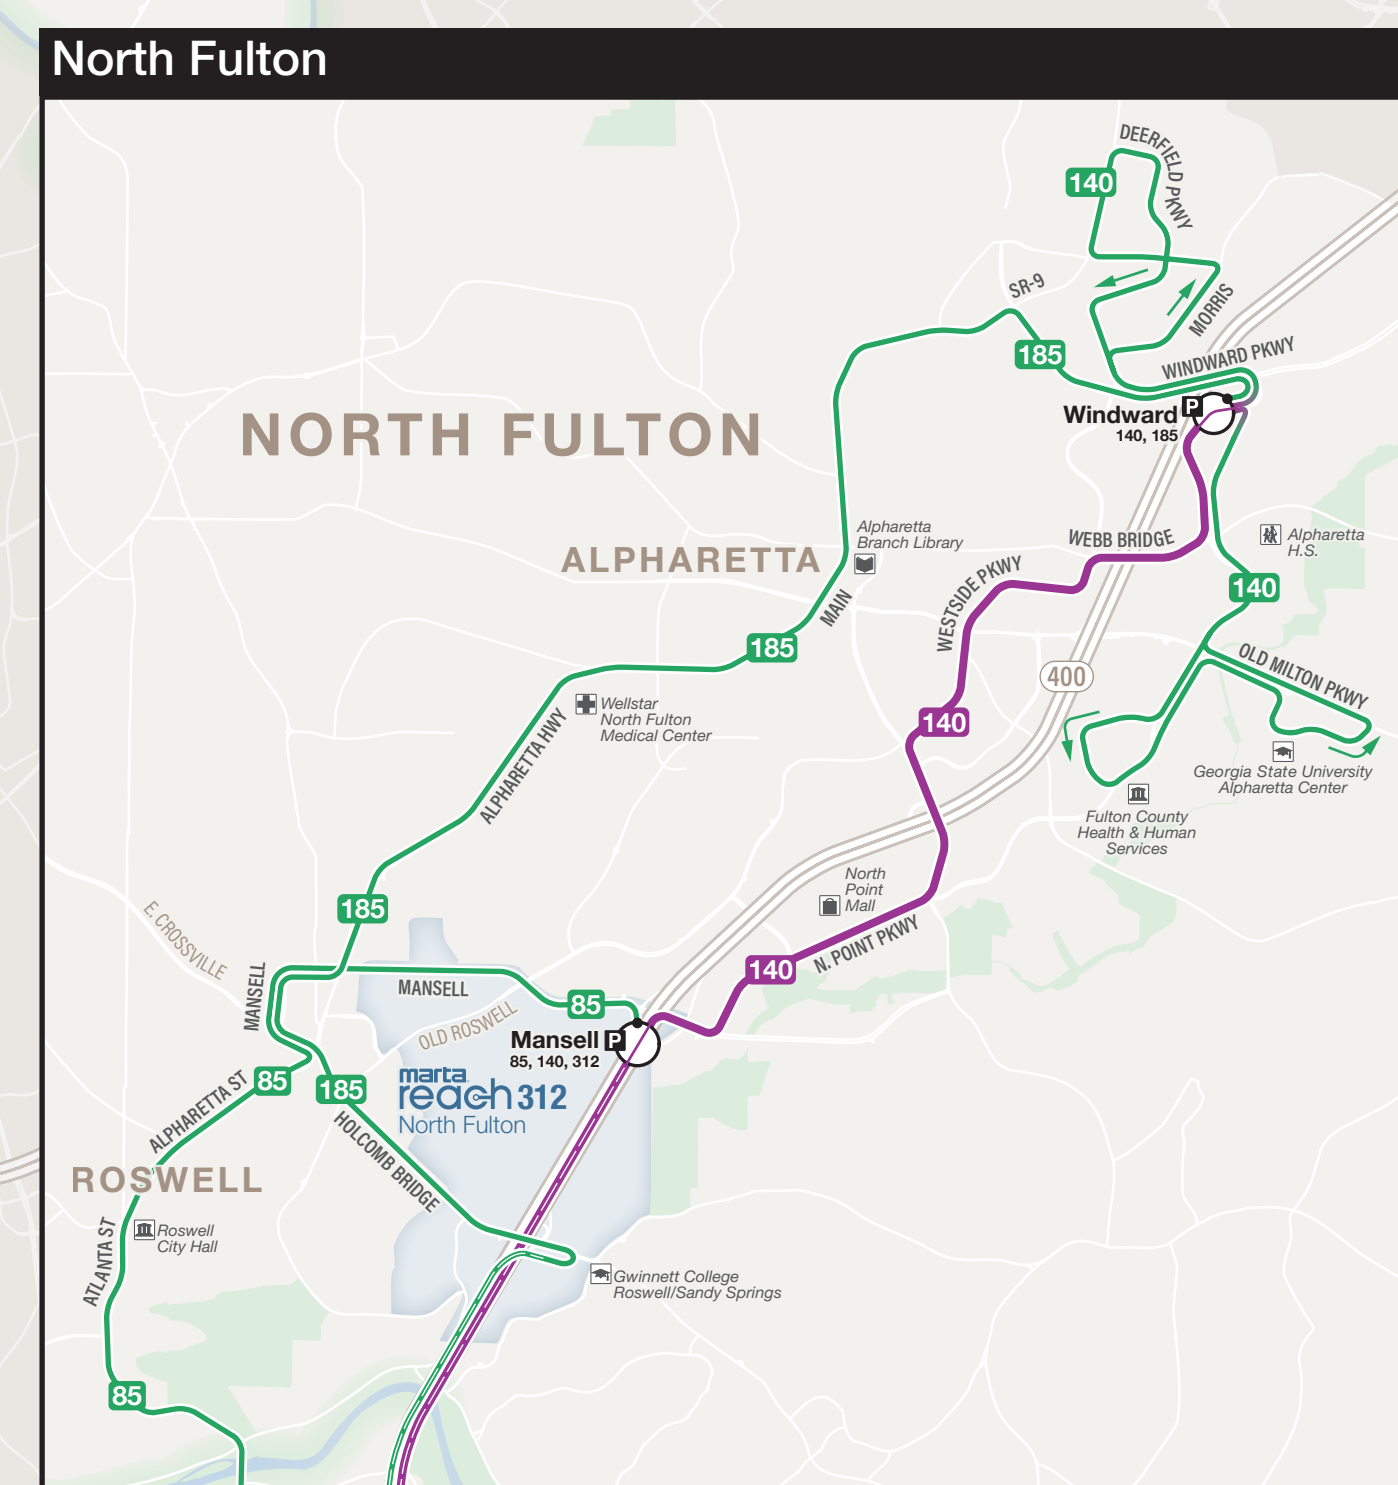 North Fulton
DEERFIELD PKWY
140
SR-9
MORRIS
185
WINDWARD PKWY
Windward P
140, 185
NORTH FULTON
Alpharetta
Branch Library
WEBB BRIDGE
Alpharetta
H.S.
ALPHARETTA
WESTSIDE PKWY
140
MAIN
185
OLD MILTON PKWY
400
Wellstar
North Fulton
Medical Center
140
ALPHARETTA HWY
Georgia State University
Alpharetta Center
Fulton County
Health & Human
Services
North
Point
Mall
185
E. CROSSVILLE
N. POINT PKWY
140
MANSELL
MANSELL
85
OLD ROSWELL
Mansell P
85, 140, 312
ALPHARETTA ST
85
185
marta
reach 312
North Fulton
HOLCOMB BRIDGE
ROSWELL
Roswell
City Hall
ATLANTA ST
Gwinnett College
Roswell/Sandy Springs
85